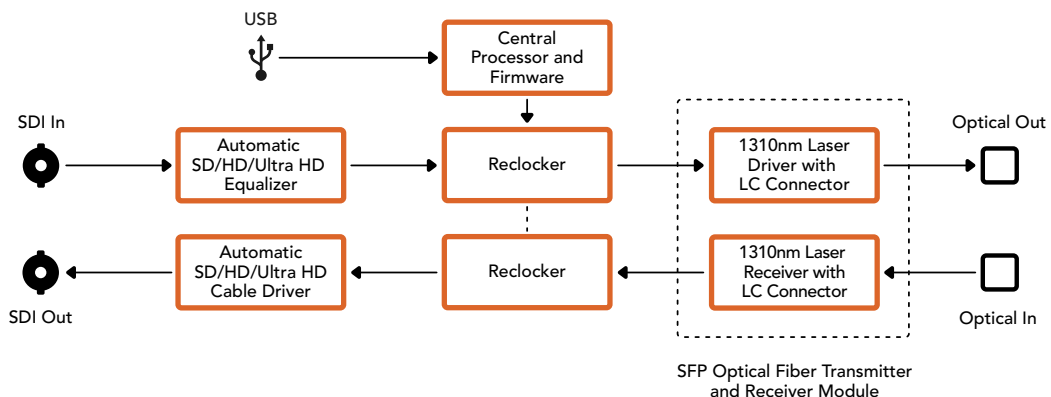 USB
Central
Processor and
Firmware
SDI In
Automatic
SD/HD/Ultra HD
Equalizer
Reclocker
1310nm Laser
Driver with
LC Connector
Optical Out
SDI Out
Automatic
SD/HD/Ultra HD
Cable Driver
Reclocker
1310nm Laser
Receiver with
LC Connector
Optical In
SFP Optical Fiber Transmitter
and Receiver Module